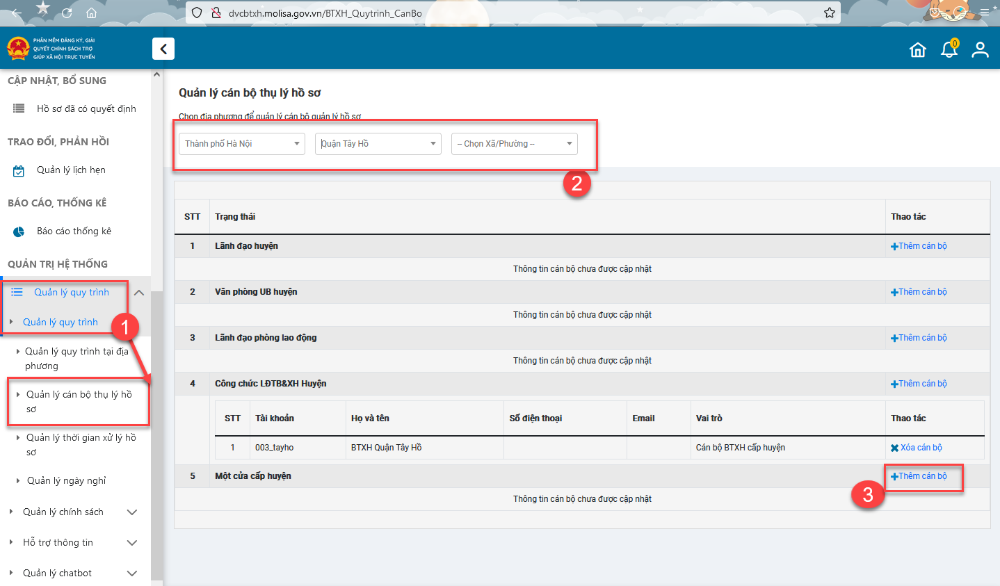 dvcbtxh.molisa.gov.vn/BTXH_Quytrinh_CanBo
PHẦN MỀM ĐĂNG KÝ, GIẢI
QUYẾT CHÍNH SÁCH TRỢ
GIÚP XÃ HỘI TRỰC TUYẾN
0
CẬP NHẬT, BỔ SUNG
Hồ sơ đã có quyết định
TRAO ĐỔI, PHẢN HỒI
Quản lý lịch hẹn
BÁO CÁO, THỐNG KÊ
Báo cáo thống kê
QUẢN TRỊ HỆ THỐNG
Quản lý quy trình
Quản lý quy trình
1
Quản lý quy trình tại địa
phương
Quản lý cán bộ thụ lý hồ
sơ
Quản lý thời gian xử lý hồ
sơ
Quản lý ngày nghỉ
Quản lý chính sách
Hỗ trợ thông tin
Quản lý chatbot
Quản lý cán bộ thụ lý hồ sơ
Chọn địa phương để quản lý cán bộ quản lý hồ sơ
Thành phố Hà Nội Quận Tây Hồ -- Chọn Xã/Phường --
2
STT Trạng thái Thao tác
1 Lãnh đạo huyện Thêm cán bộ
Thông tin cán bộ chưa được cập nhật
2 Văn phòng UB huyện Thêm cán bộ
Thông tin cán bộ chưa được cập nhật
3 Lãnh đạo phòng lao động Thêm cán bộ
Thông tin cán bộ chưa được cập nhật
4 Công chức LĐTB&XH Huyện Thêm cán bộ
STT Tài khoản Họ và tên Số điện thoại Email Vai trò Thao tác
1 003_tayho BTXH Quận Tây Hồ Cán bộ BTXH cấp huyện Xóa cán bộ
5 Một cửa cấp huyện Thêm cán bộ
3
Thông tin cán bộ chưa được cập nhật